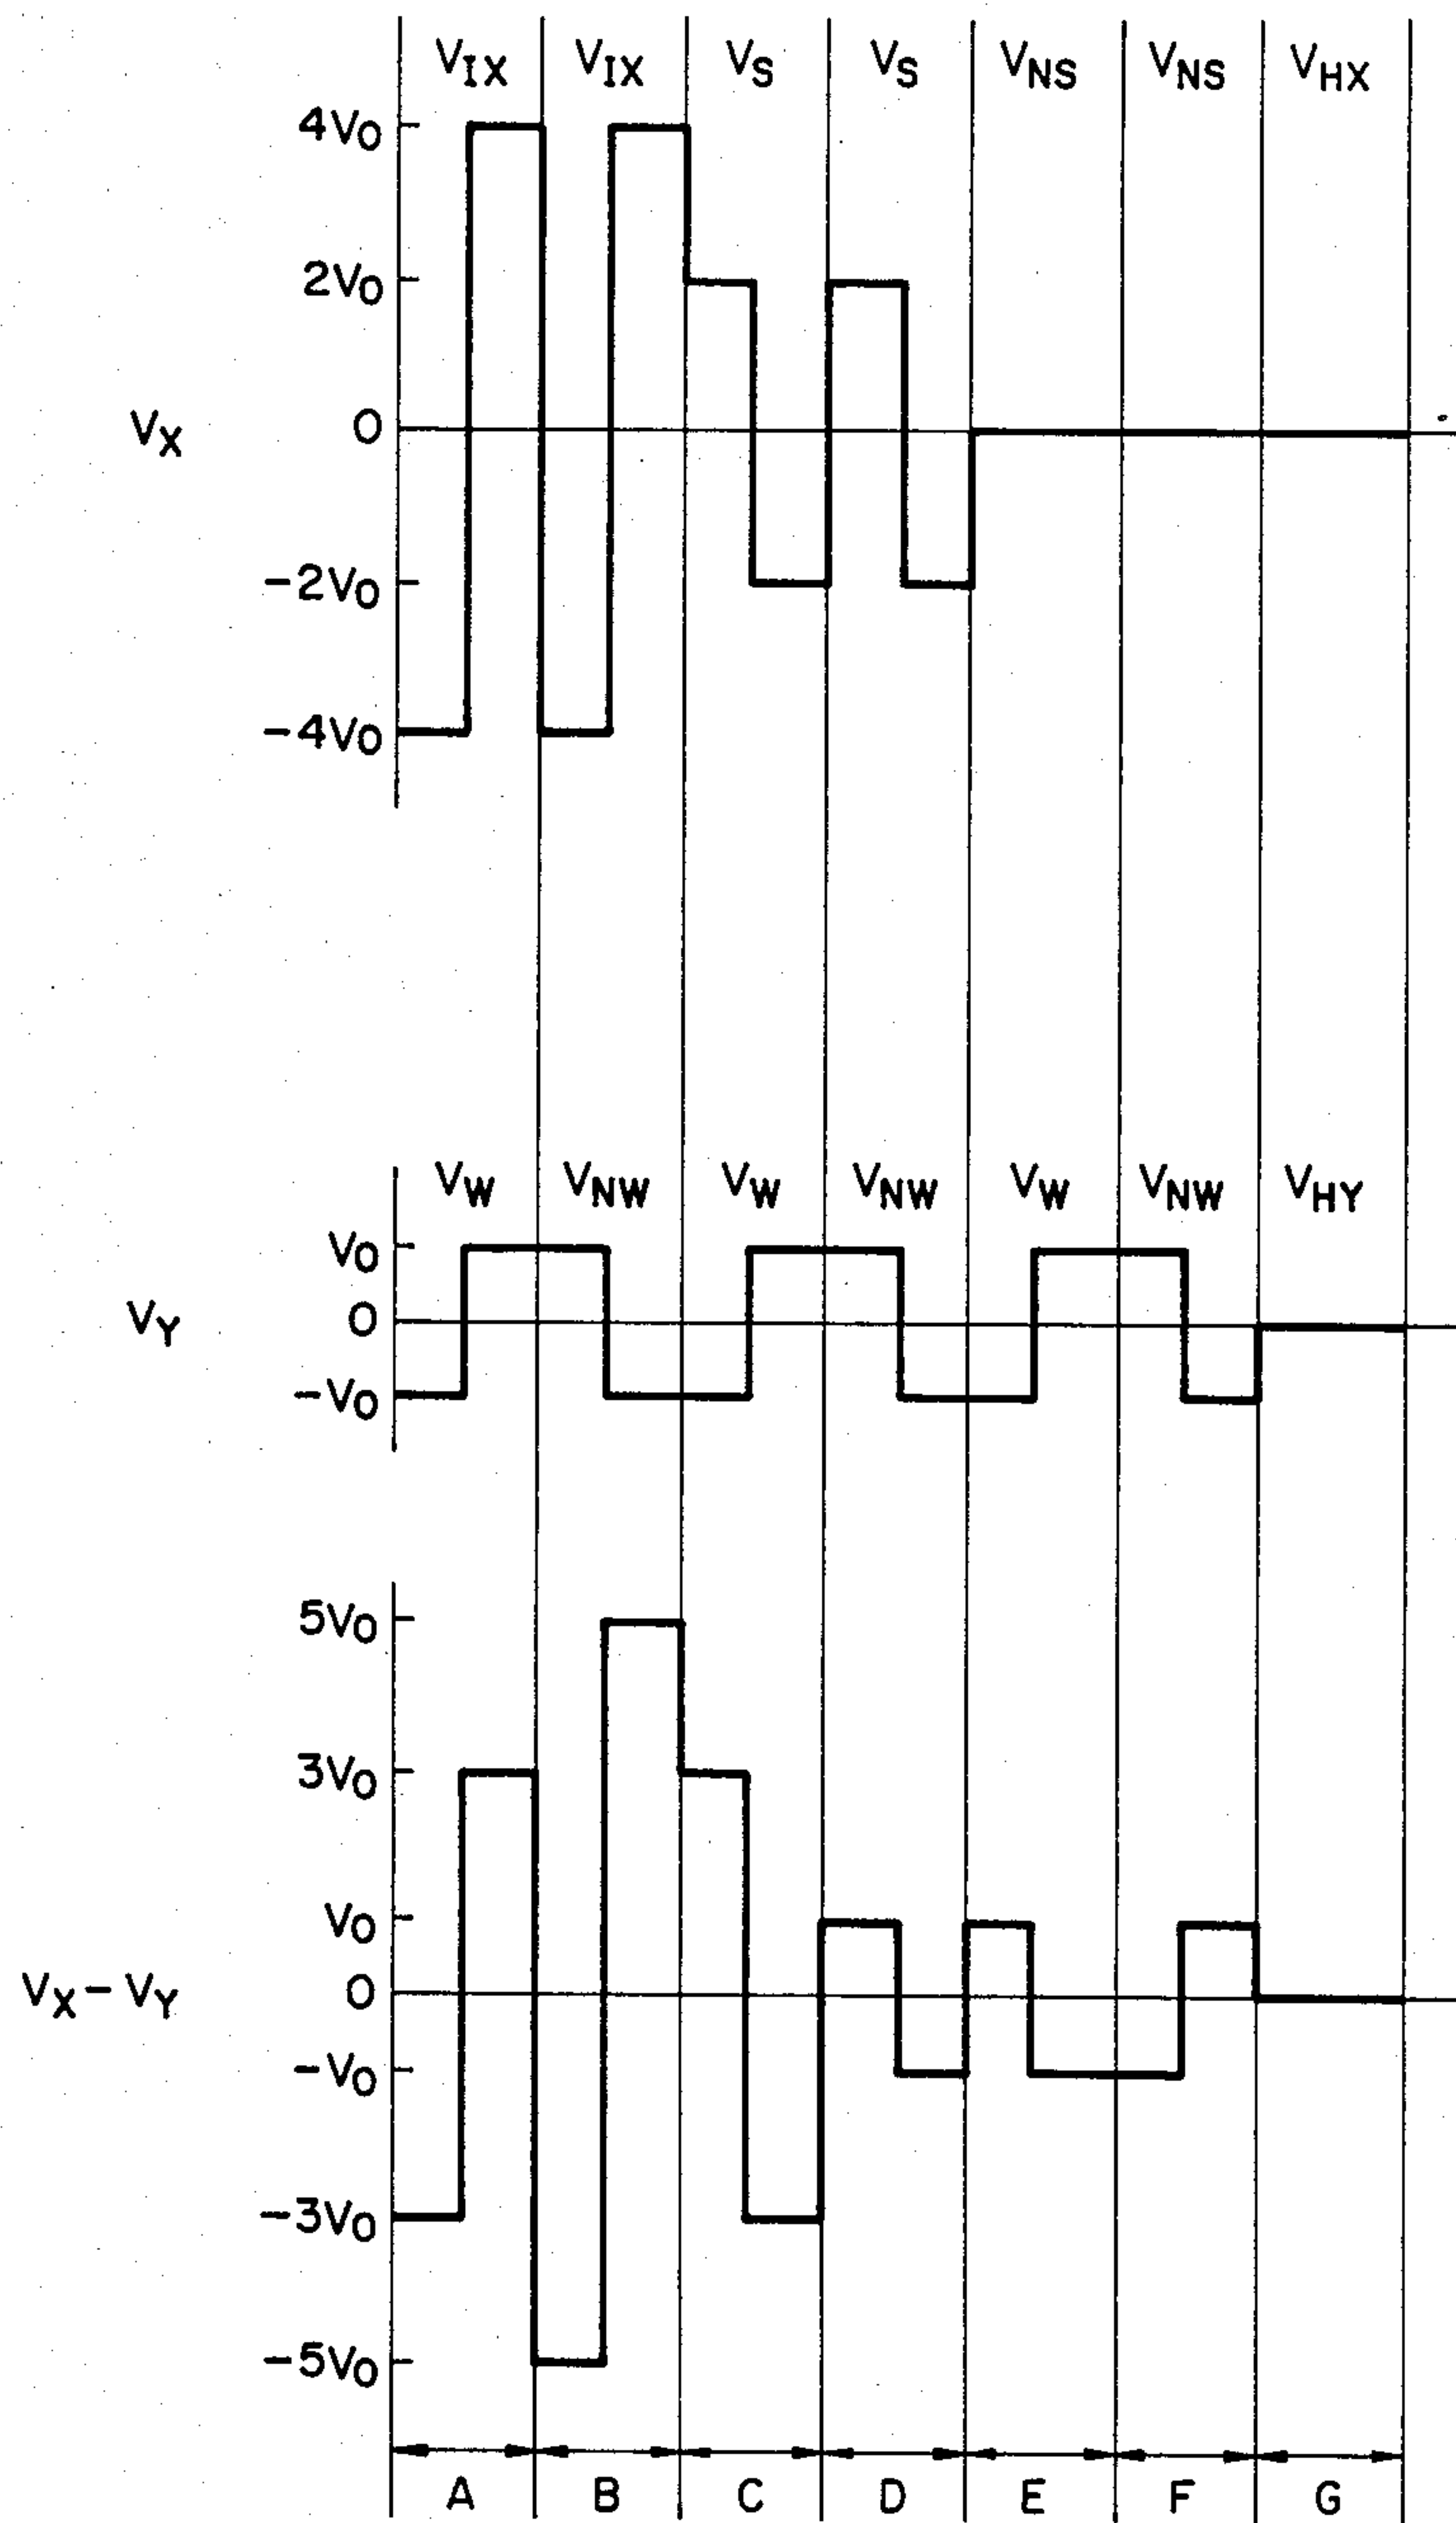 VIX VIX VS VS VNS VNS VHX
4V0
2V0
VX 0
-2V0
-4V0
VW VNW VW VNW VW VNW VHY
V0
VY 0
-V0
5V0
3V0
V0
VX-VY 0
-V0
-3V0
-5V0
A B C D E F G